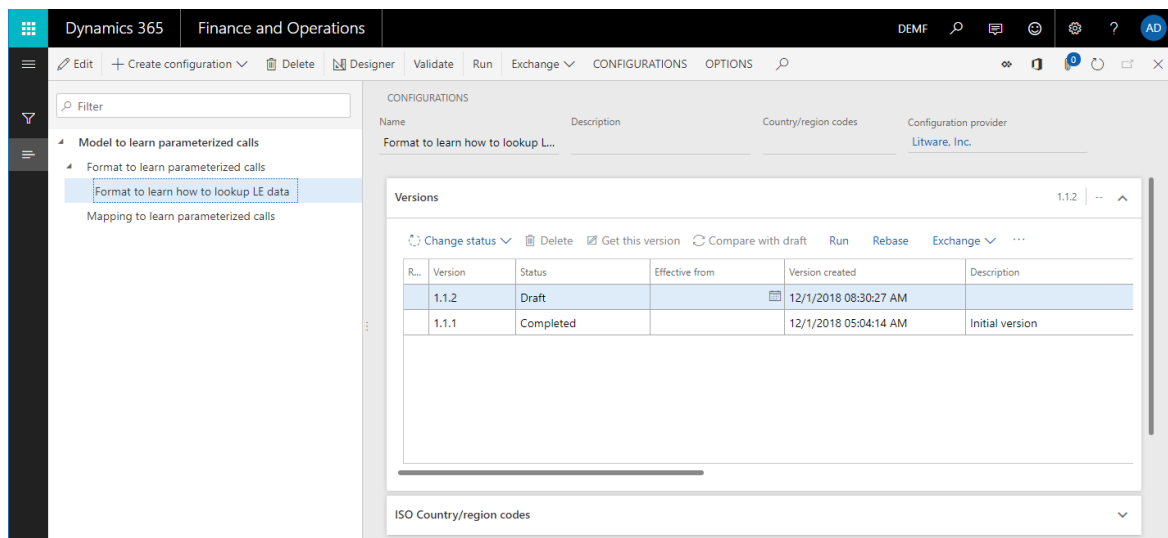 Dynamics 365 Finance and Operations DEMF ? AD
Edit Create configuration Delete Designer Validate Run Exchange CONFIGURATIONS OPTIONS 0
Filter
Model to learn parameterized calls
Format to learn parameterized calls
Format to learn how to lookup LE data
Mapping to learn parameterized calls
CONFIGURATIONS
Name Description Country/region codes Configuration provider
Format to learn how to lookup L... Litware, Inc.
Versions 1.1.2 --
Change status Delete Get this version Compare with draft Run Rebase Exchange ...
R... Version Status Effective from Version created Description
1.1.2 Draft 12/1/2018 08:30:27 AM
1.1.1 Completed 12/1/2018 05:04:14 AM Initial version
ISO Country/region codes